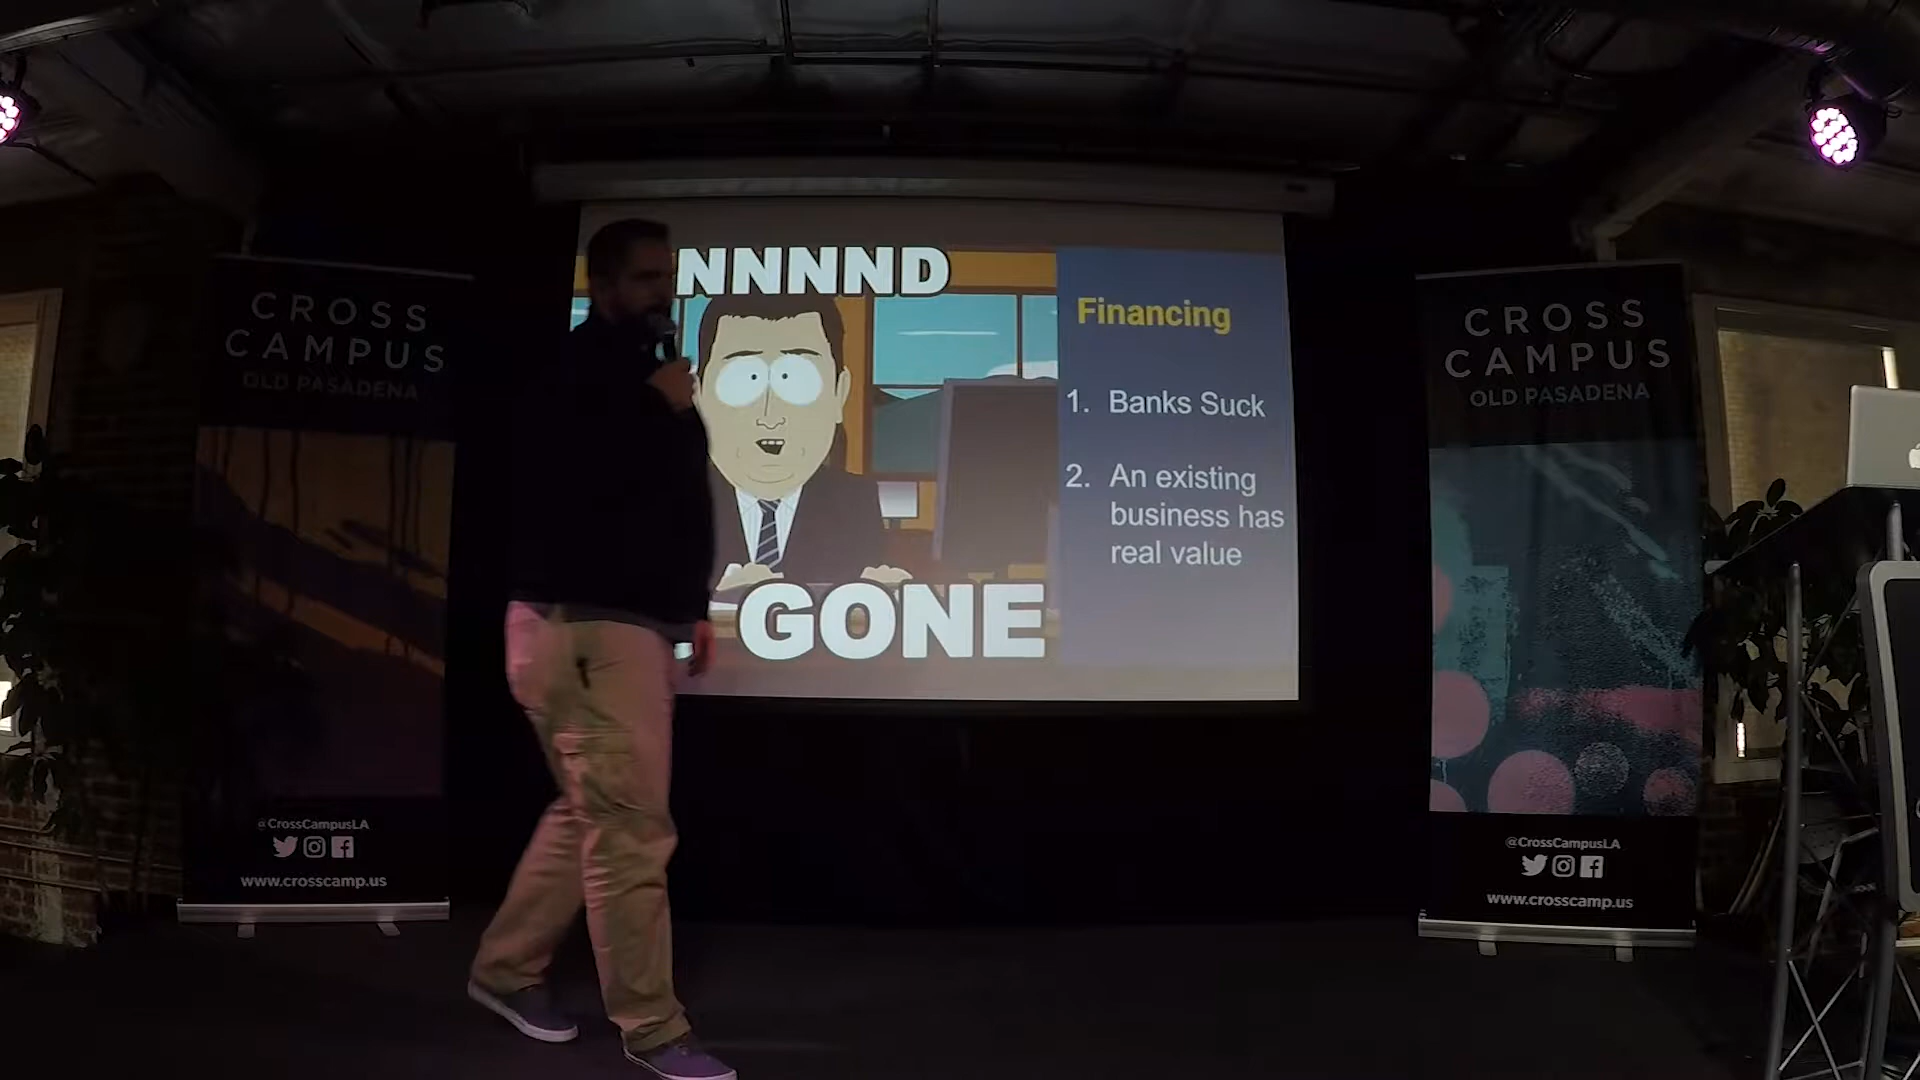 CROSS
CAMPUS
OLD PASADENA
@CrossCampusLA
www.crosscamp.us
NNNND
GONE
Financing
1. Banks Suck
2. An existing
business has
real value
CROSS
CAMPUS
OLD PASADENA
@CrossCampusLA
www.crosscamp.us